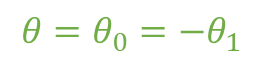 θ = θ₀ = −θ₁